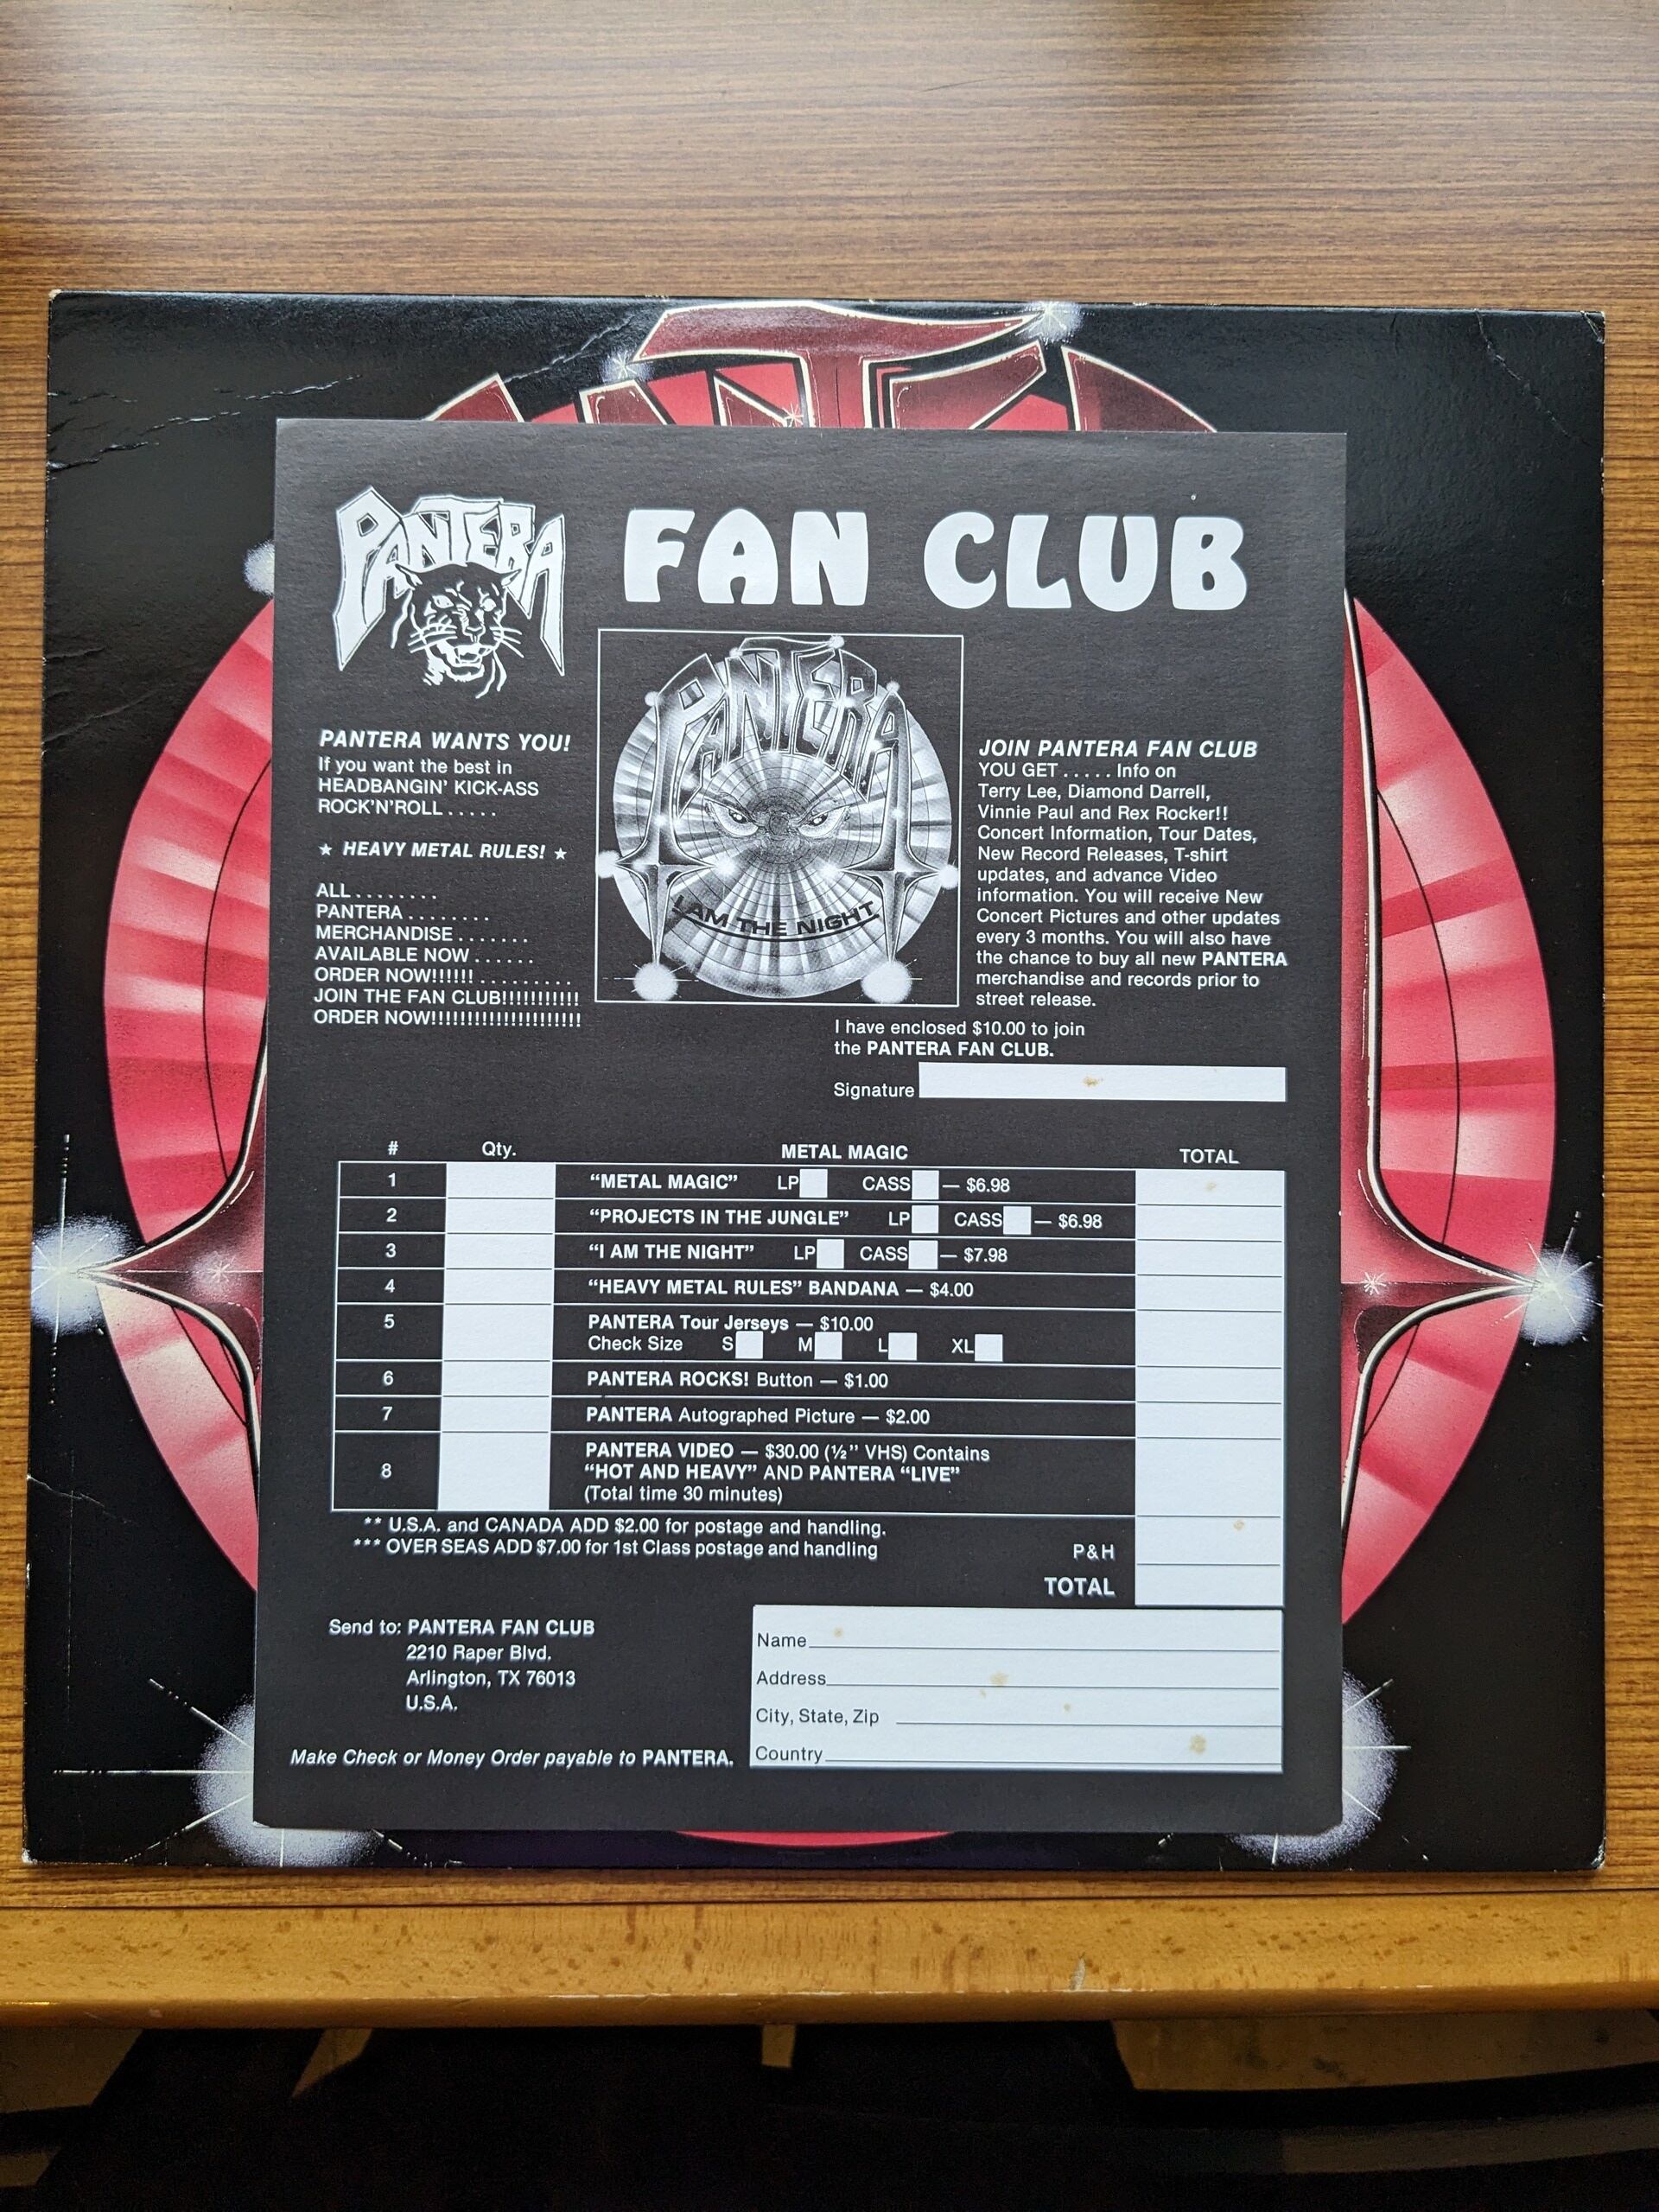 PANTERA
FAN CLUB
PANTERA WANTS YOU!
If you want the best in
HEADBANGIN' KICK-ASS
ROCK'N'ROLL . . . . .
★ HEAVY METAL RULES! ★
ALL . . . . . . . .
PANTERA . . . . . . . .
MERCHANDISE . . . . . . .
AVAILABLE NOW . . . . . .
ORDER NOW!!!!!! . . . . . . . . .
JOIN THE FAN CLUB!!!!!!!!!!!
ORDER NOW!!!!!!!!!!!!!!!!!!!!!
PANTERA
I AM THE NIGHT
JOIN PANTERA FAN CLUB
YOU GET . . . . . Info on
Terry Lee, Diamond Darrell,
Vinnie Paul and Rex Rocker!!
Concert Information, Tour Dates,
New Record Releases, T-shirt
updates, and advance Video
information. You will receive New
Concert Pictures and other updates
every 3 months. You will also have
the chance to buy all new PANTERA
merchandise and records prior to
street release.
I have enclosed $10.00 to join
the PANTERA FAN CLUB.
Signature
# Qty. METAL MAGIC TOTAL
1 “METAL MAGIC” LP CASS — $6.98
2 “PROJECTS IN THE JUNGLE” LP CASS — $6.98
3 “I AM THE NIGHT” LP CASS — $7.98
4 “HEAVY METAL RULES” BANDANA — $4.00
5 PANTERA Tour Jerseys — $10.00
Check Size S M L XL
6 PANTERA ROCKS! Button — $1.00
7 PANTERA Autographed Picture — $2.00
8 PANTERA VIDEO — $30.00 (½” VHS) Contains
“HOT AND HEAVY” AND PANTERA “LIVE”
(Total time 30 minutes)
** U.S.A. and CANADA ADD $2.00 for postage and handling.
*** OVER SEAS ADD $7.00 for 1st Class postage and handling
P&H
TOTAL
Send to: PANTERA FAN CLUB
2210 Raper Blvd.
Arlington, TX 76013
U.S.A.
Make Check or Money Order payable to PANTERA.
Name
Address
City, State, Zip
Country